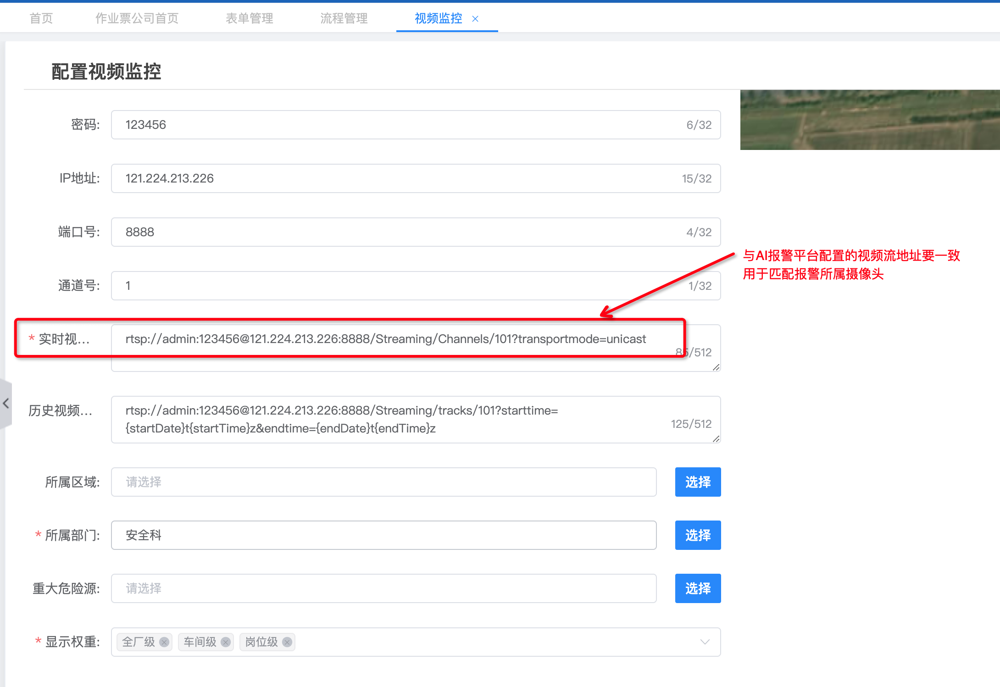 首页 作业票公司首页 表单管理 流程管理 视频监控
配置视频监控
密码: 123456 6/32
IP地址: 121.224.213.226 15/32
端口号: 8888 4/32
与AI报警平台配置的视频流地址要一致
用于匹配报警所属摄像头
通道号: 1 1/32
* 实时视... rtsp://admin:123456@121.224.213.226:8888/Streaming/Channels/101?transportmode=unicast
85/512
历史视频... rtsp://admin:123456@121.224.213.226:8888/Streaming/tracks/101?starttime=
{startDate}t{startTime}z&endtime={endDate}t{endTime}z 125/512
所属区域: 请选择 选择
* 所属部门: 安全科 选择
重大危险源: 请选择 选择
* 显示权重: 全厂级 车间级 岗位级